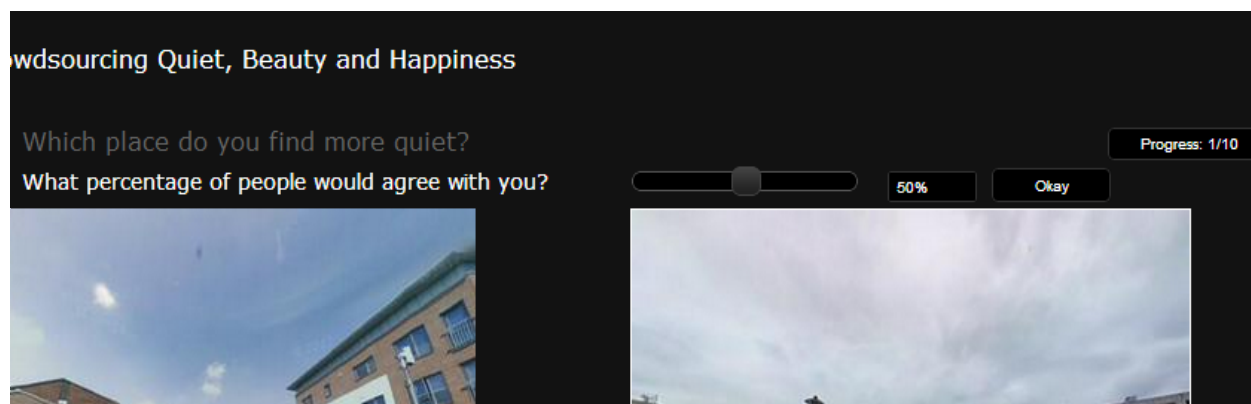 owdsourcing Quiet, Beauty and Happiness
Which place do you find more quiet?
Progress: 1/10
What percentage of people would agree with you?
50%
Okay